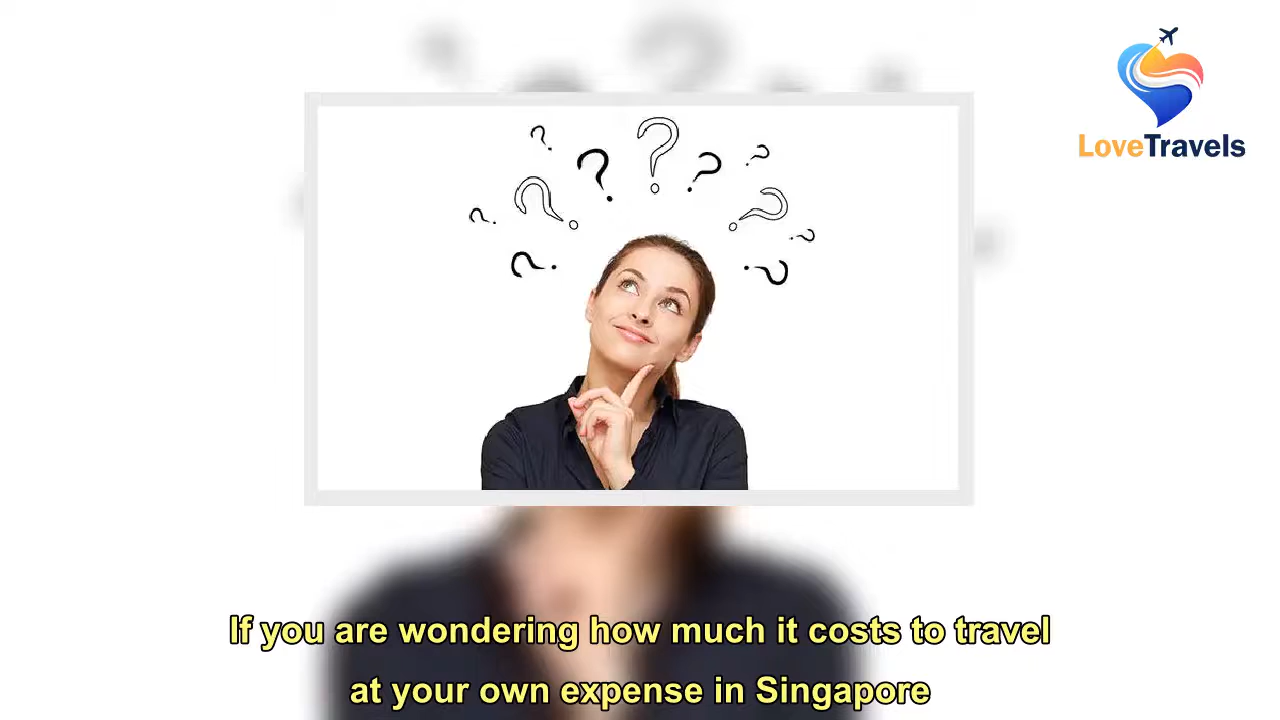 LoveTravels
If you are wondering how much it costs to travel
at your own expense in Singapore